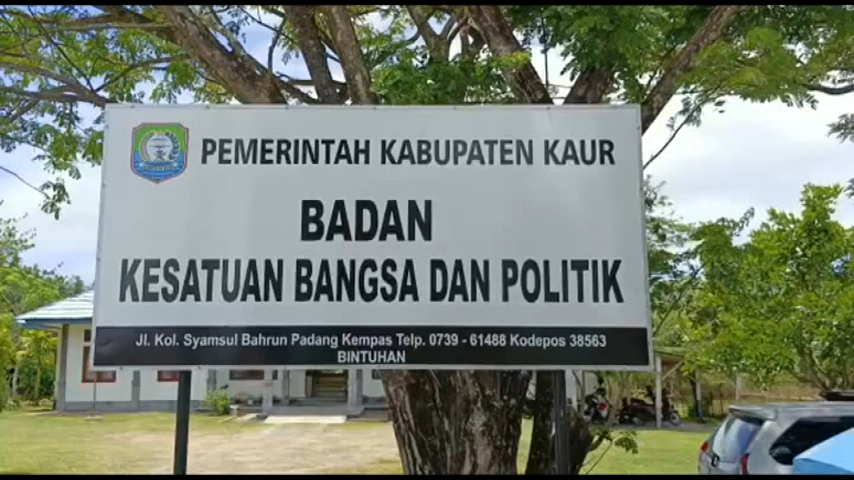 PEMERINTAH KABUPATEN KAUR
BADAN
KESATUAN BANGSA DAN POLITIK
Jl. Kol. Syamsul Bahrun Padang Kempas Telp. 0739 - 61488 Kodepos 38563
BINTUHAN